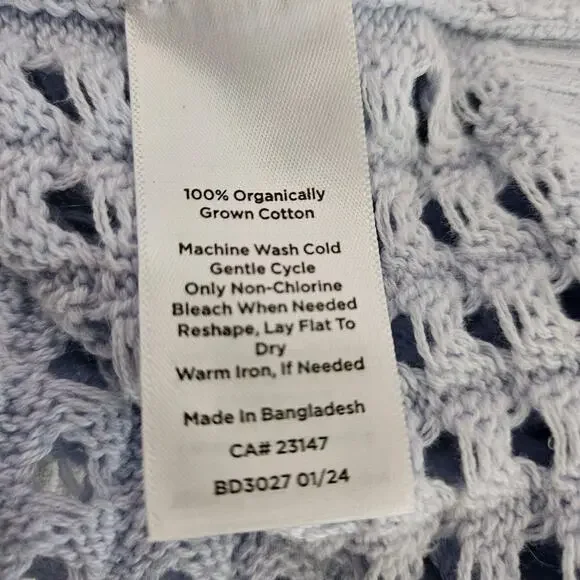 100% Organically
Grown Cotton
Machine Wash Cold
Gentle Cycle
Only Non-Chlorine
Bleach When Needed
Reshape, Lay Flat To
Dry
Warm Iron, If Needed
Made In Bangladesh
CA# 23147
BD3027 01/24